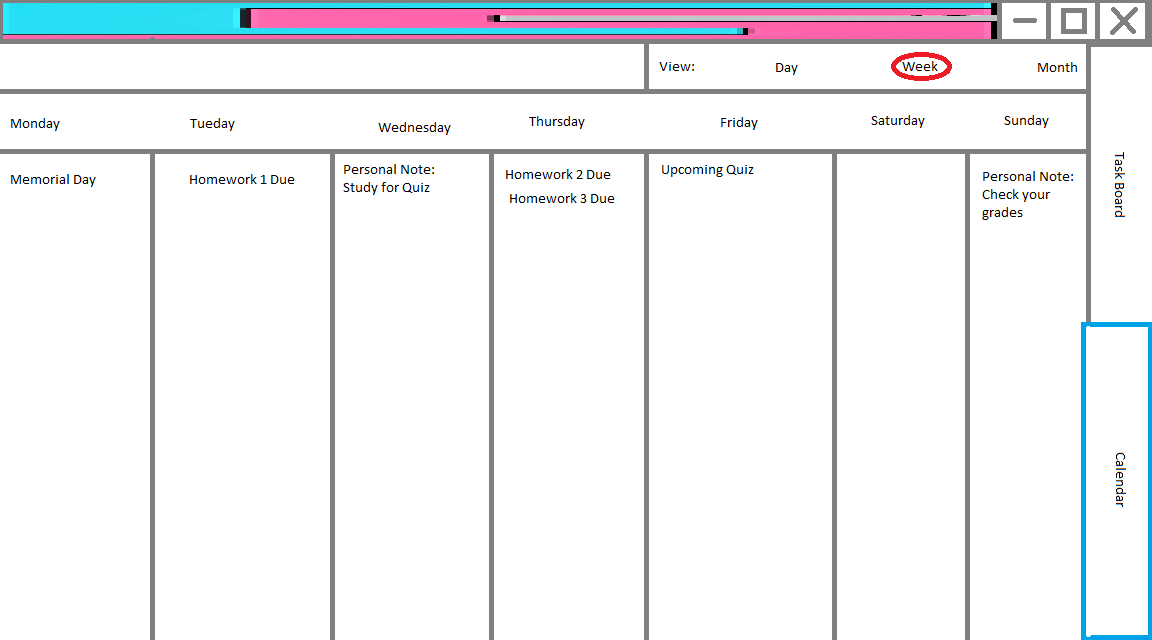 View: Day Week Month
Monday Tueday Wednesday Thursday Friday Saturday Sunday
Memorial Day
Homework 1 Due
Personal Note:
Study for Quiz
Homework 2 Due
Homework 3 Due
Upcoming Quiz
Personal Note:
Check your
grades
Task Board
Calendar